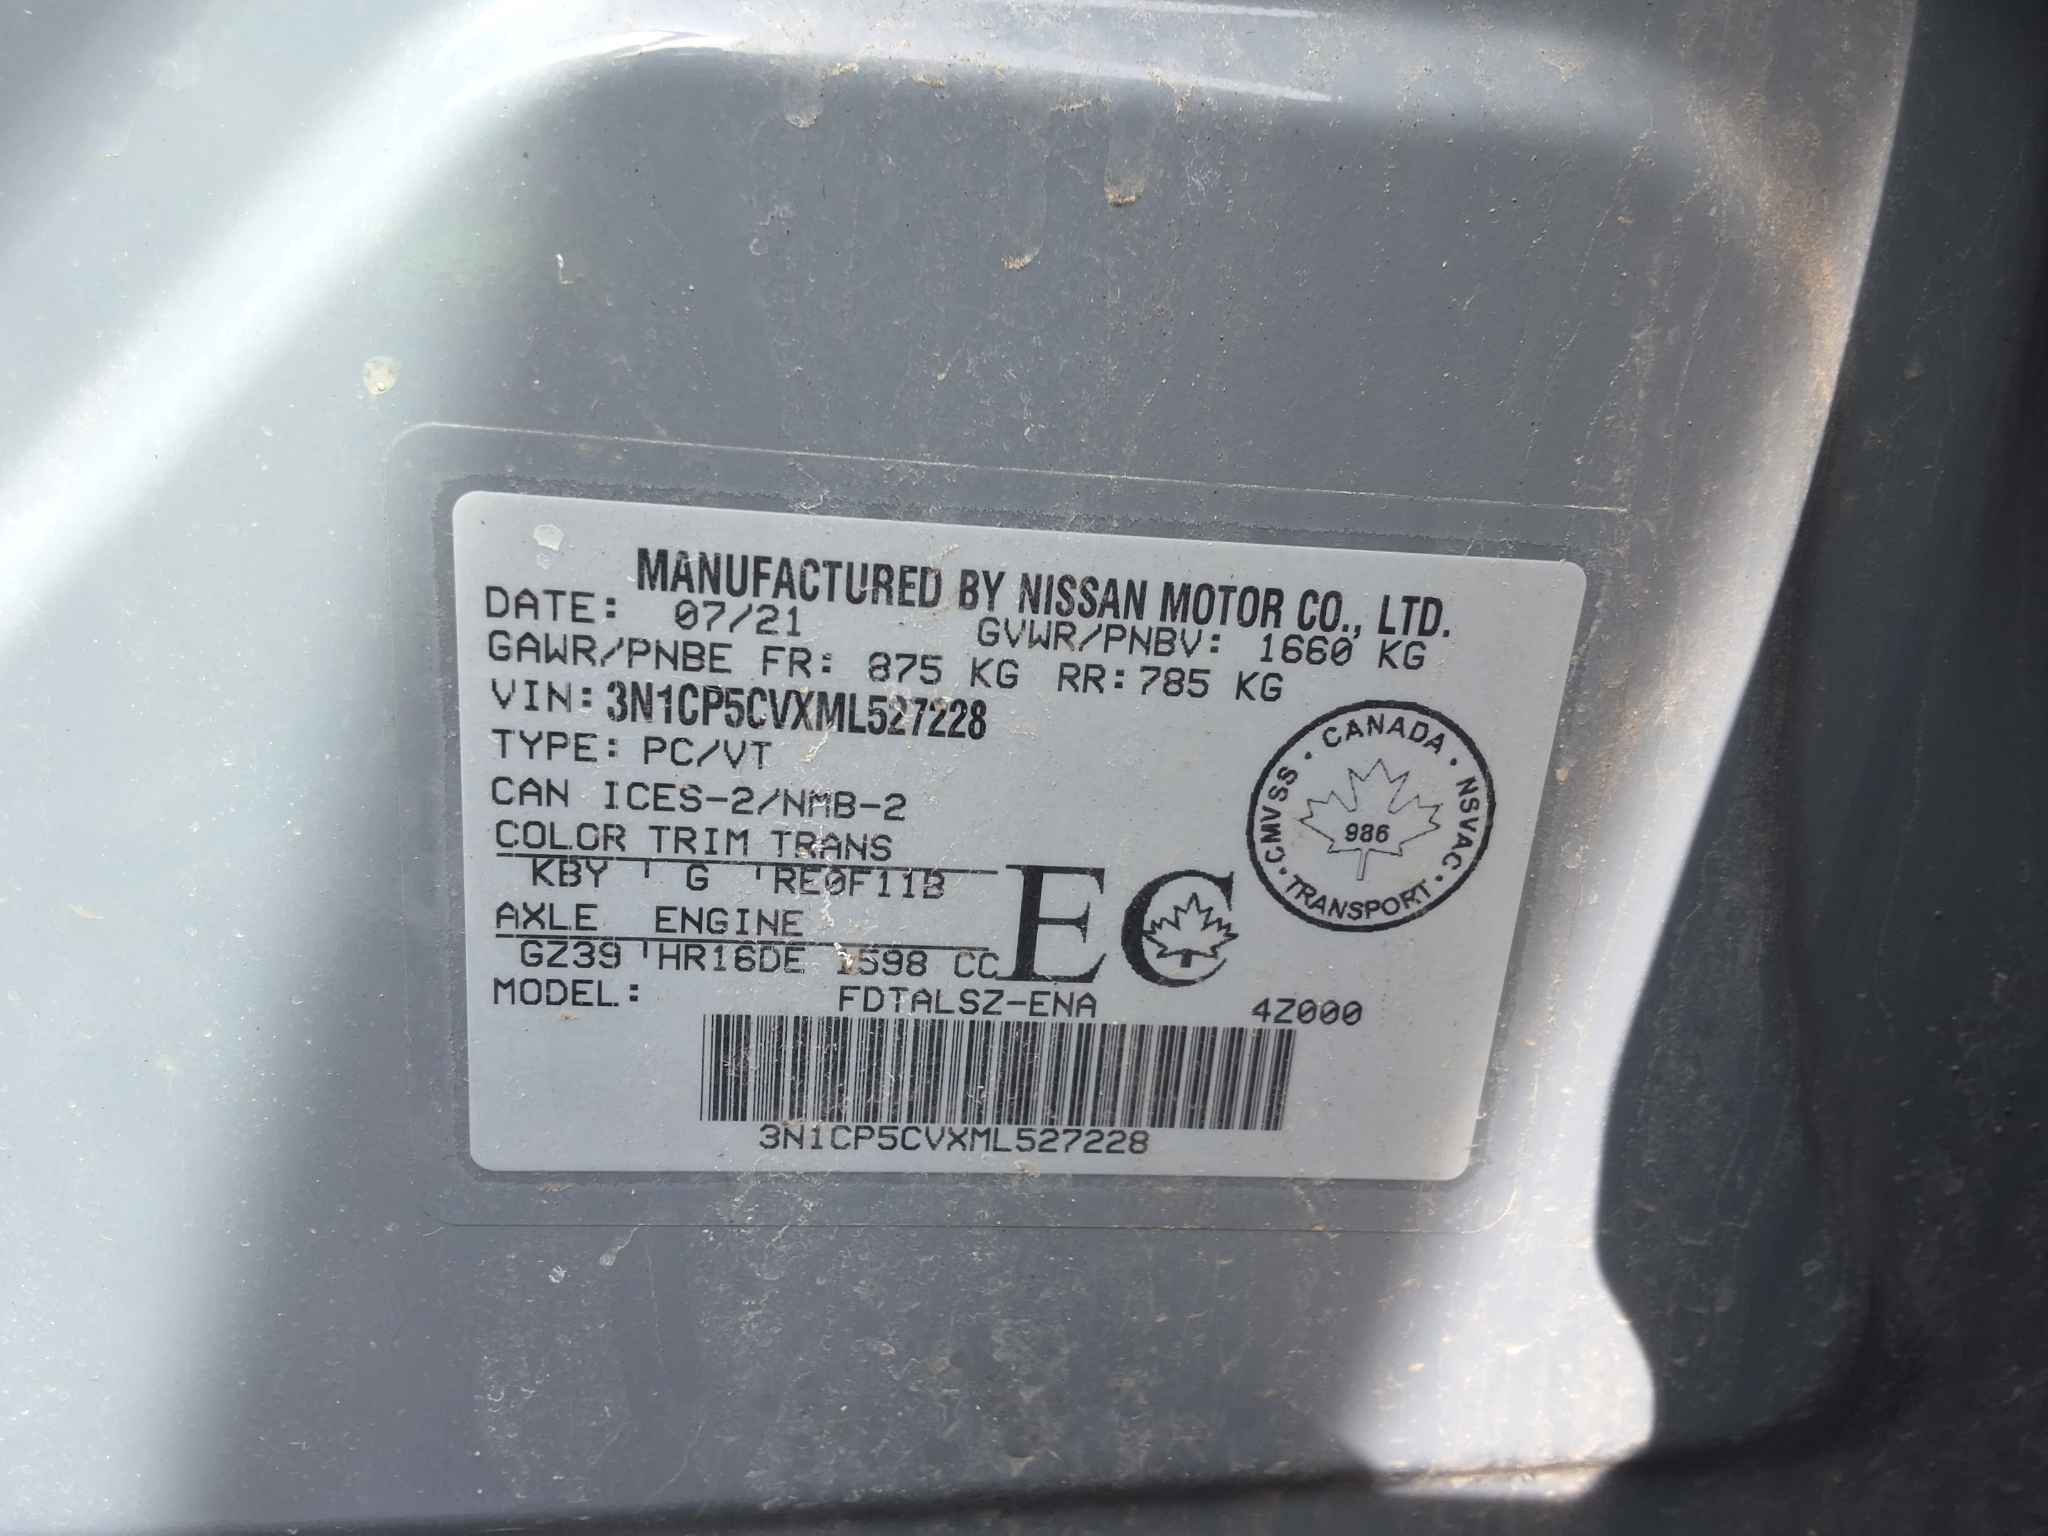 MANUFACTURED BY NISSAN MOTOR CO., LTD.
DATE: 07/21 GVWR/PNBV: 1660 KG
GAWR/PNBE FR: 875 KG RR: 785 KG
VIN: 3N1CP5CVXML527228
TYPE: PC/VT
CAN ICES-2/NMB-2
COLOR TRIM TRANS
KBY G RE0F11B
AXLE ENGINE
GZ39 HR16DE 1598 CC
EC
CANADA · NSVAC · TRANSPORT · CMVSS ·
986
MODEL: FDTALSZ-ENA 4Z000
3N1CP5CVXML527228